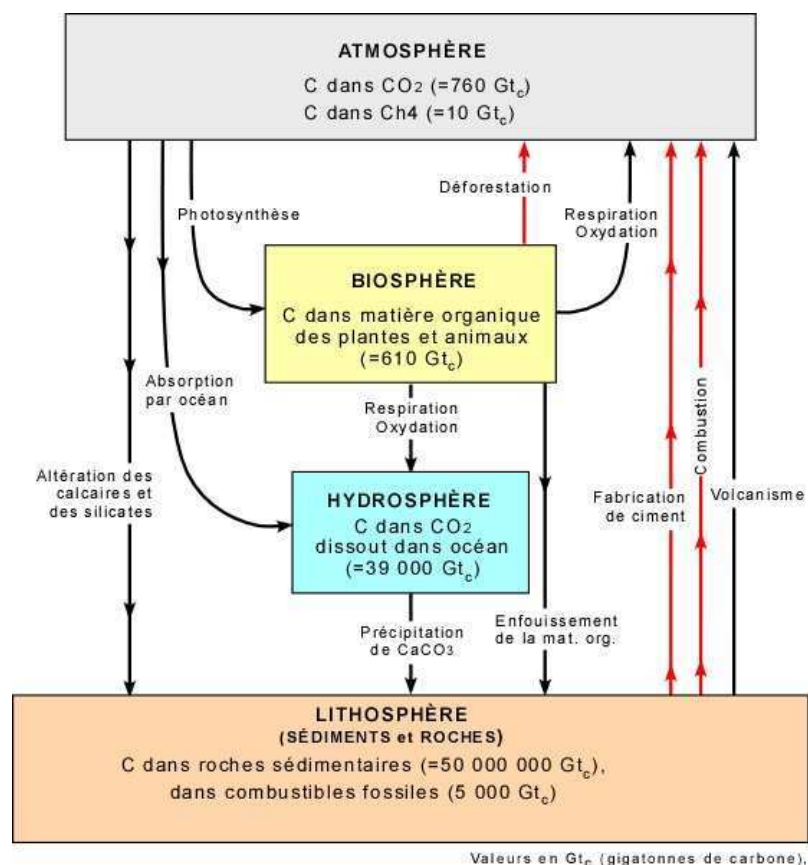 ATMOSPHÈRE
C dans CO2 (=760 Gtc)
C dans Ch4 (=10 Gtc)
Déforestation
Photosynthèse
Respiration
Oxydation
BIOSPHÈRE
C dans matière organique
des plantes et animaux
(=610 Gtc)
Absorption
par océan
Respiration
Oxydation
Combustion
Altération des
calcaires et
des silicates
HYDROSPHÈRE
C dans CO2
dissout dans océan
(=39 000 Gtc)
Fabrication
de ciment
Volcanisme
Précipitation
de CaCO3
Enfouissement
de la mat. org.
LITHOSPHÈRE
(SÉDIMENTS et ROCHES)
C dans roches sédimentaires (=50 000 000 Gtc),
dans combustibles fossiles (5 000 Gtc)
Valeurs en Gtc (gigatonnes de carbone),